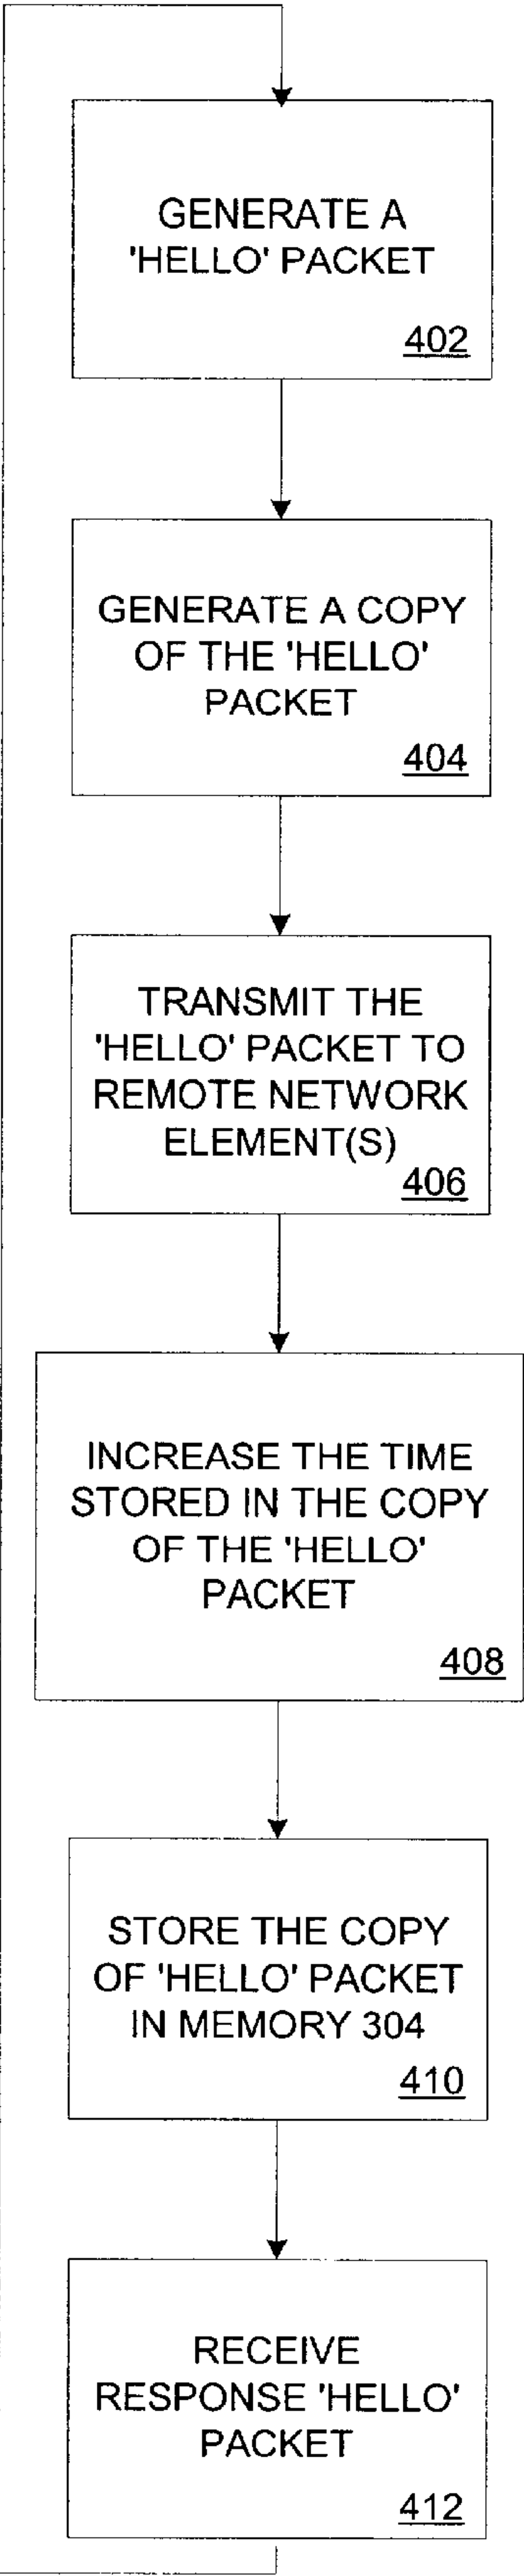 GENERATE A
'HELLO' PACKET
402
GENERATE A COPY
OF THE 'HELLO'
PACKET
404
TRANSMIT THE
'HELLO' PACKET TO
REMOTE NETWORK
ELEMENT(S)
406
INCREASE THE TIME
STORED IN THE COPY
OF THE 'HELLO'
PACKET
408
STORE THE COPY
OF 'HELLO' PACKET
IN MEMORY 304
410
RECEIVE
RESPONSE 'HELLO'
PACKET
412